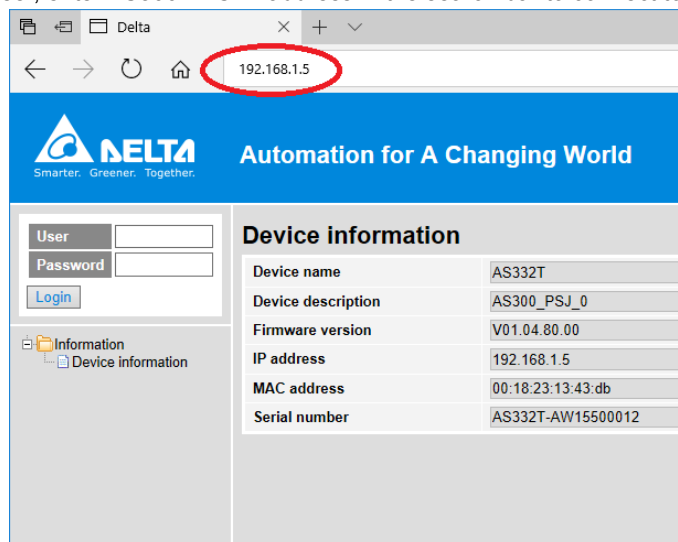 Delta
192.168.1.5
DELTA
Smarter. Greener. Together.
Automation for A Changing World
User
Password
Login
Information
Device information
Device information
Device name AS332T
Device description AS300_PSJ_0
Firmware version V01.04.80.00
IP address 192.168.1.5
MAC address 00:18:23:13:43:db
Serial number AS332T-AW15500012